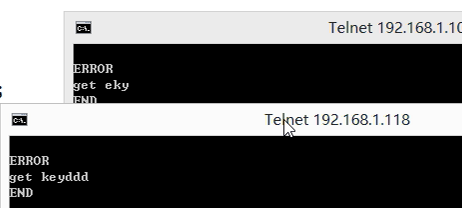 Telnet 192.168.1.10
ERROR
get eky
END
Telnet 192.168.1.118
ERROR
get keyddd
END